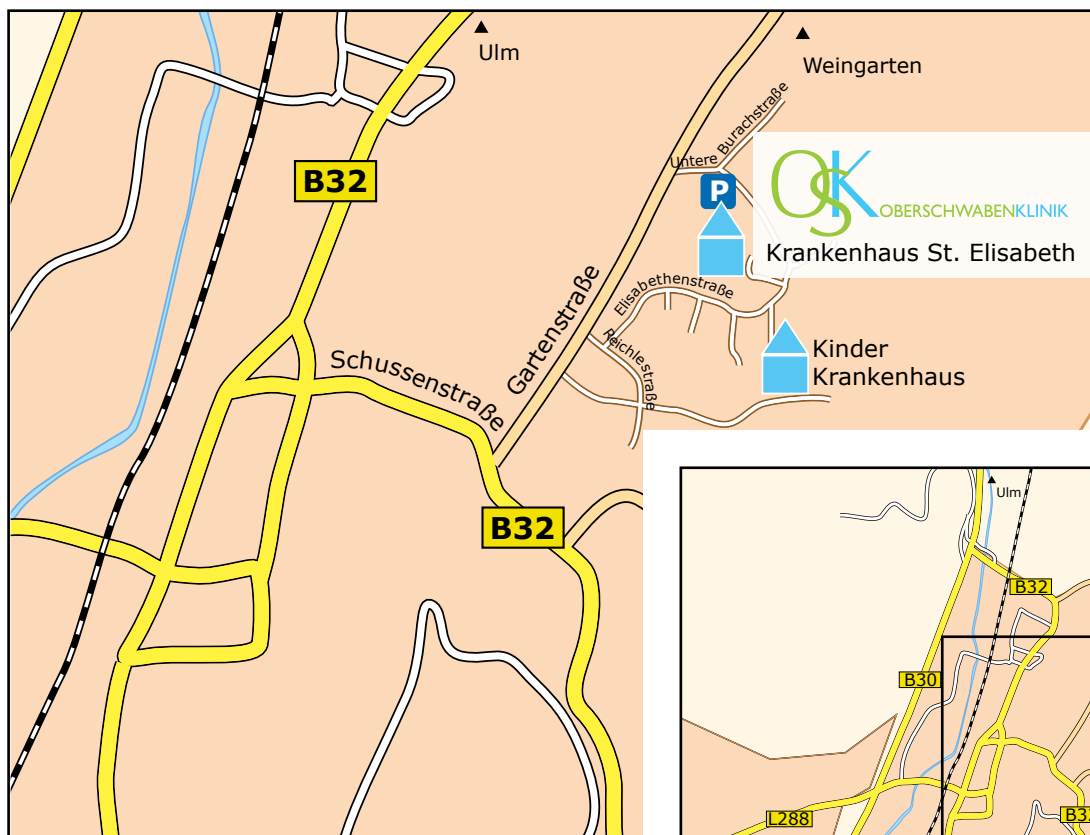 Ulm
Weingarten
B32
Untere Burachstraße
P
OSK OBERSCHWABENKLINIK
Krankenhaus St. Elisabeth
Elisabethenstraße
Gartenstraße
Reichlestraße
Schussenstraße
Kinder
Krankenhaus
B32
Ulm
B32
B30
L288